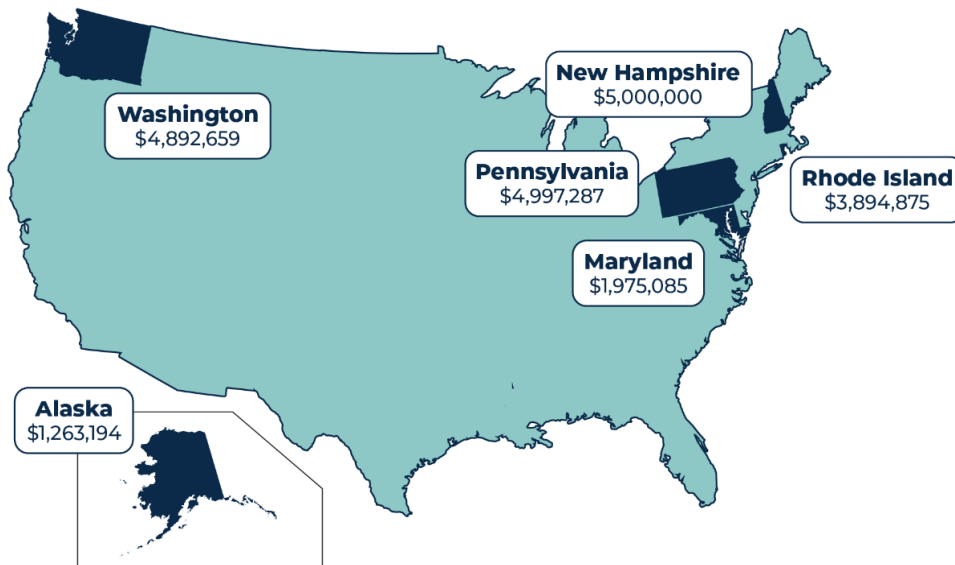 New Hampshire
$5,000,000
Washington
$4,892,659
Pennsylvania
$4,997,287
Rhode Island
$3,894,875
Maryland
$1,975,085
Alaska
$1,263,194